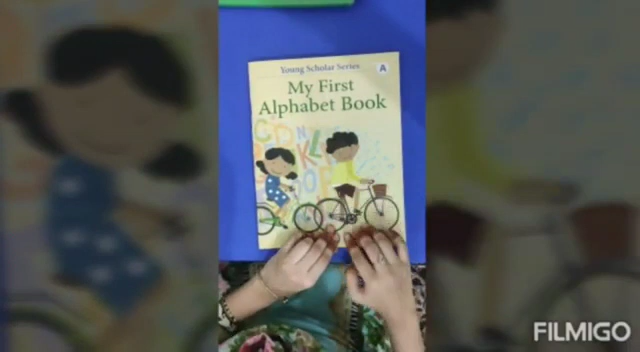 Young Scholar Series
A
My First
Alphabet Book
FILMIGO